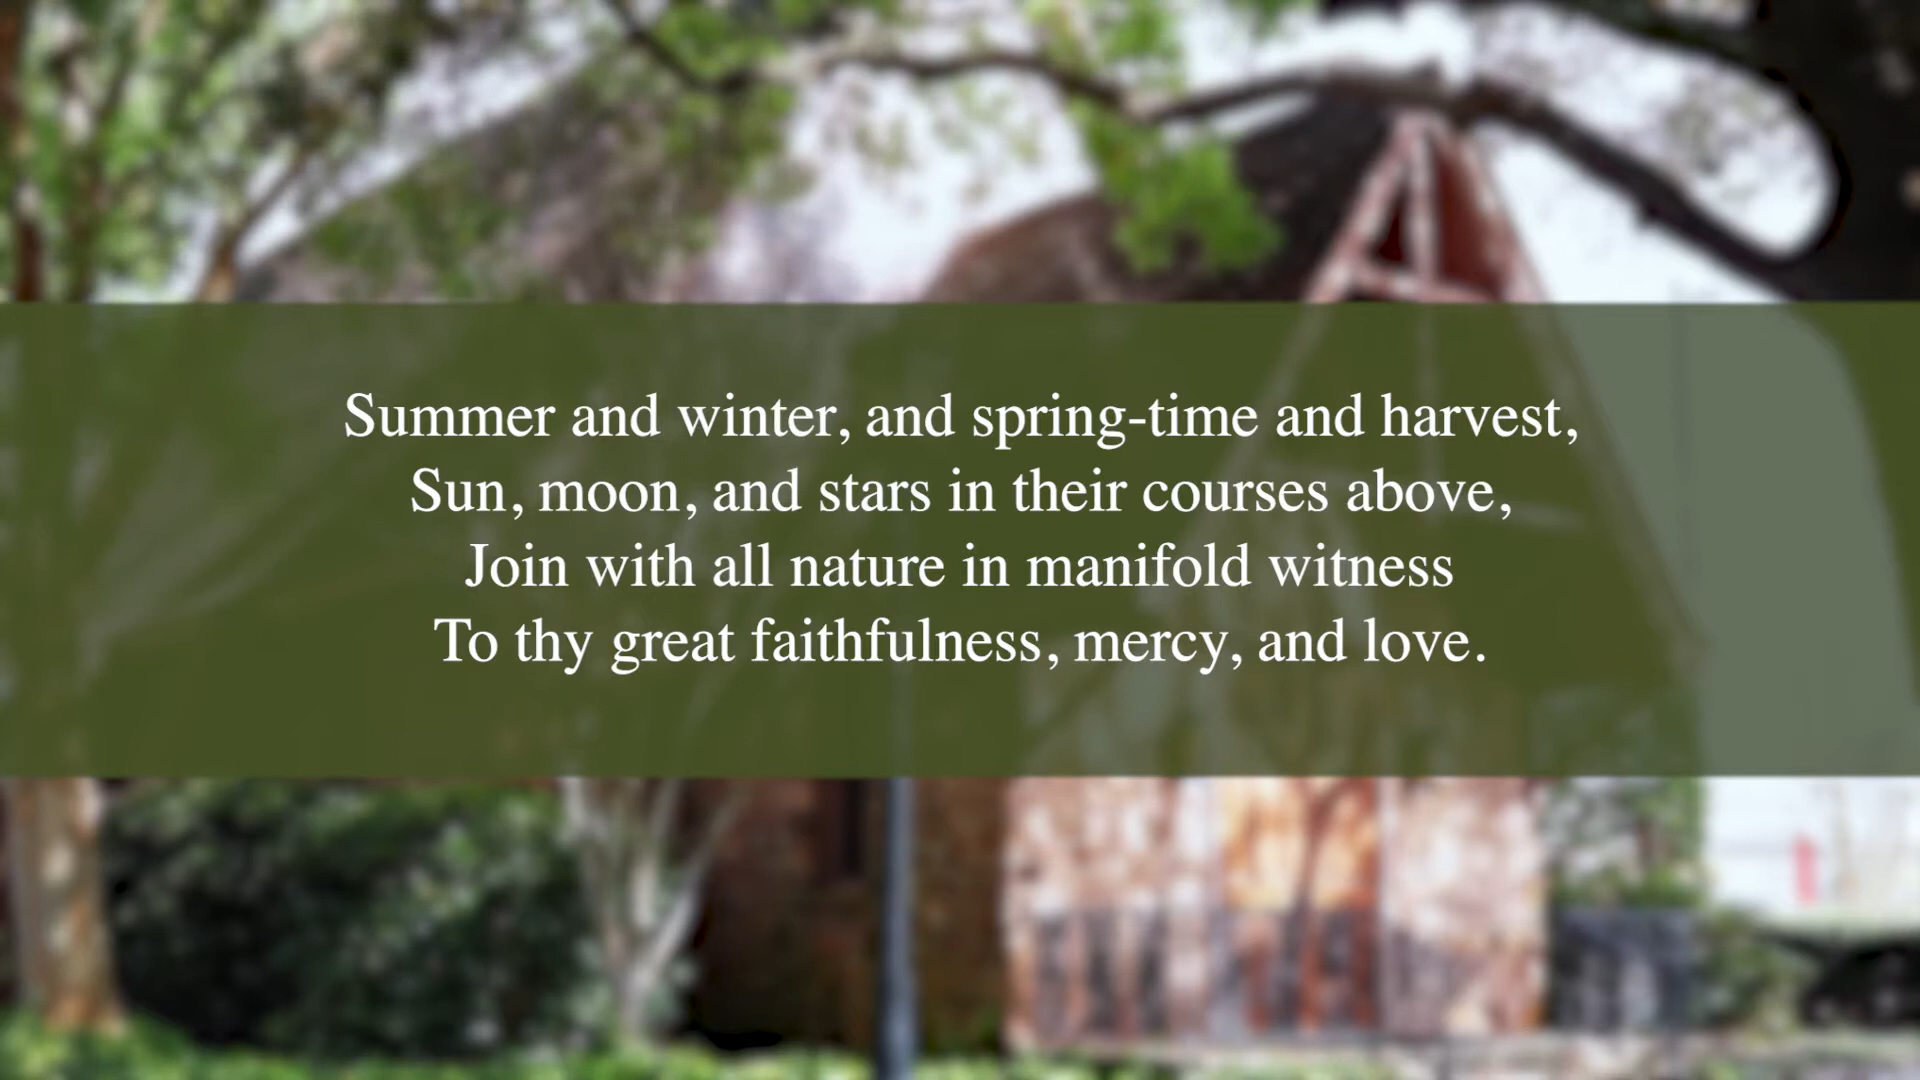 Summer and winter, and spring-time and harvest,
Sun, moon, and stars in their courses above,
Join with all nature in manifold witness
To thy great faithfulness, mercy, and love.